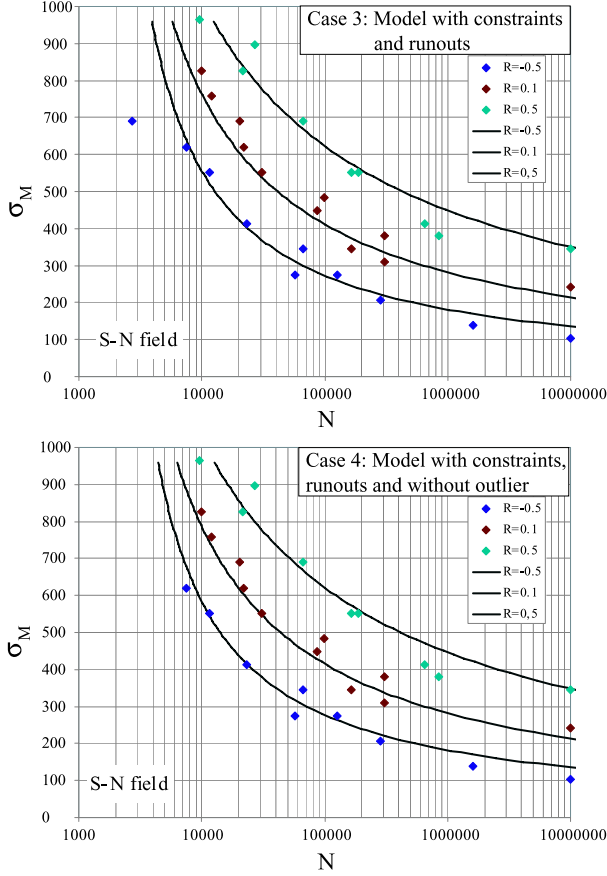 Case 3: Model with constraints
and runouts
R=-0.5
R=0.1
R=0.5
R=-0.5
R=0.1
R=0,5
1000
900
800
700
600
500
400
300
200
100
0
σM
S-N field
1000
10000
100000
1000000
10000000
N
Case 4: Model with constraints,
runouts and without outlier
R=-0.5
R=0.1
R=0.5
R=-0.5
R=0.1
R=0,5
1000
900
800
700
600
500
400
300
200
100
0
σM
S-N field
1000
10000
100000
1000000
10000000
N